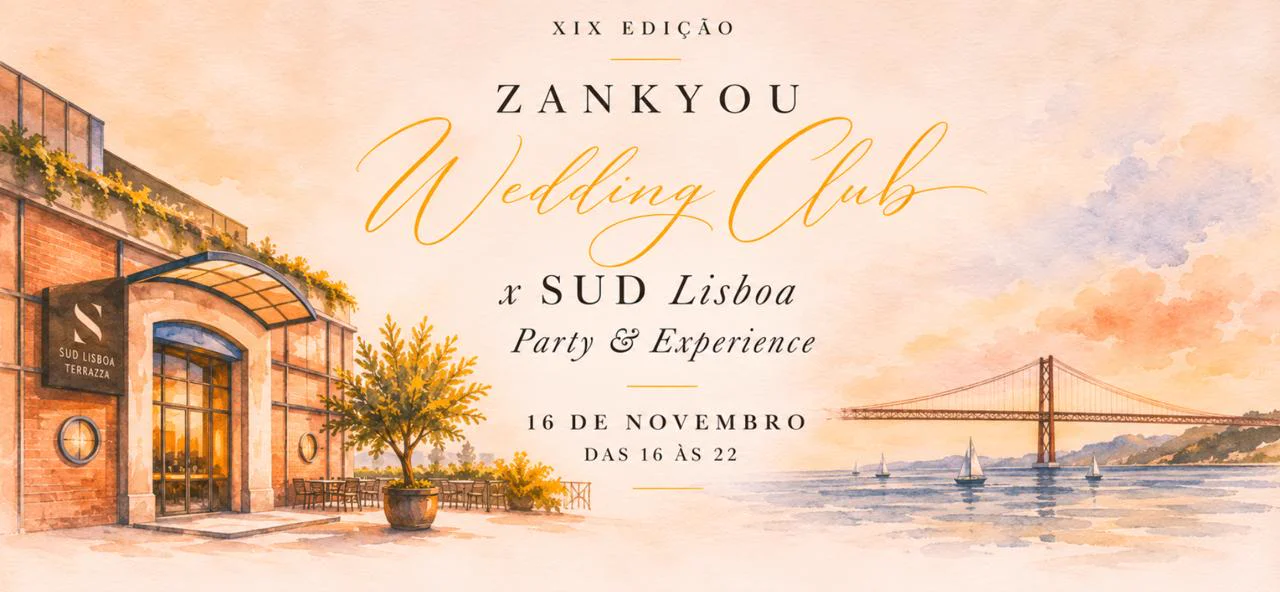 XIX EDIÇÃO
ZANKYOU
Wedding Club
x SUD Lisboa
Party & Experience
16 DE NOVEMBRO
DAS 16 ÀS 22
S
SUD LISBOA
TERRAZZA